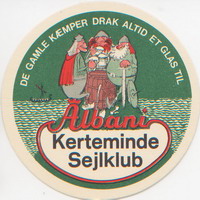 DE GAMLE KÆMPER DRAK ALTID ET GLAS TIL
Albani
Kerteminde
Sejlklub